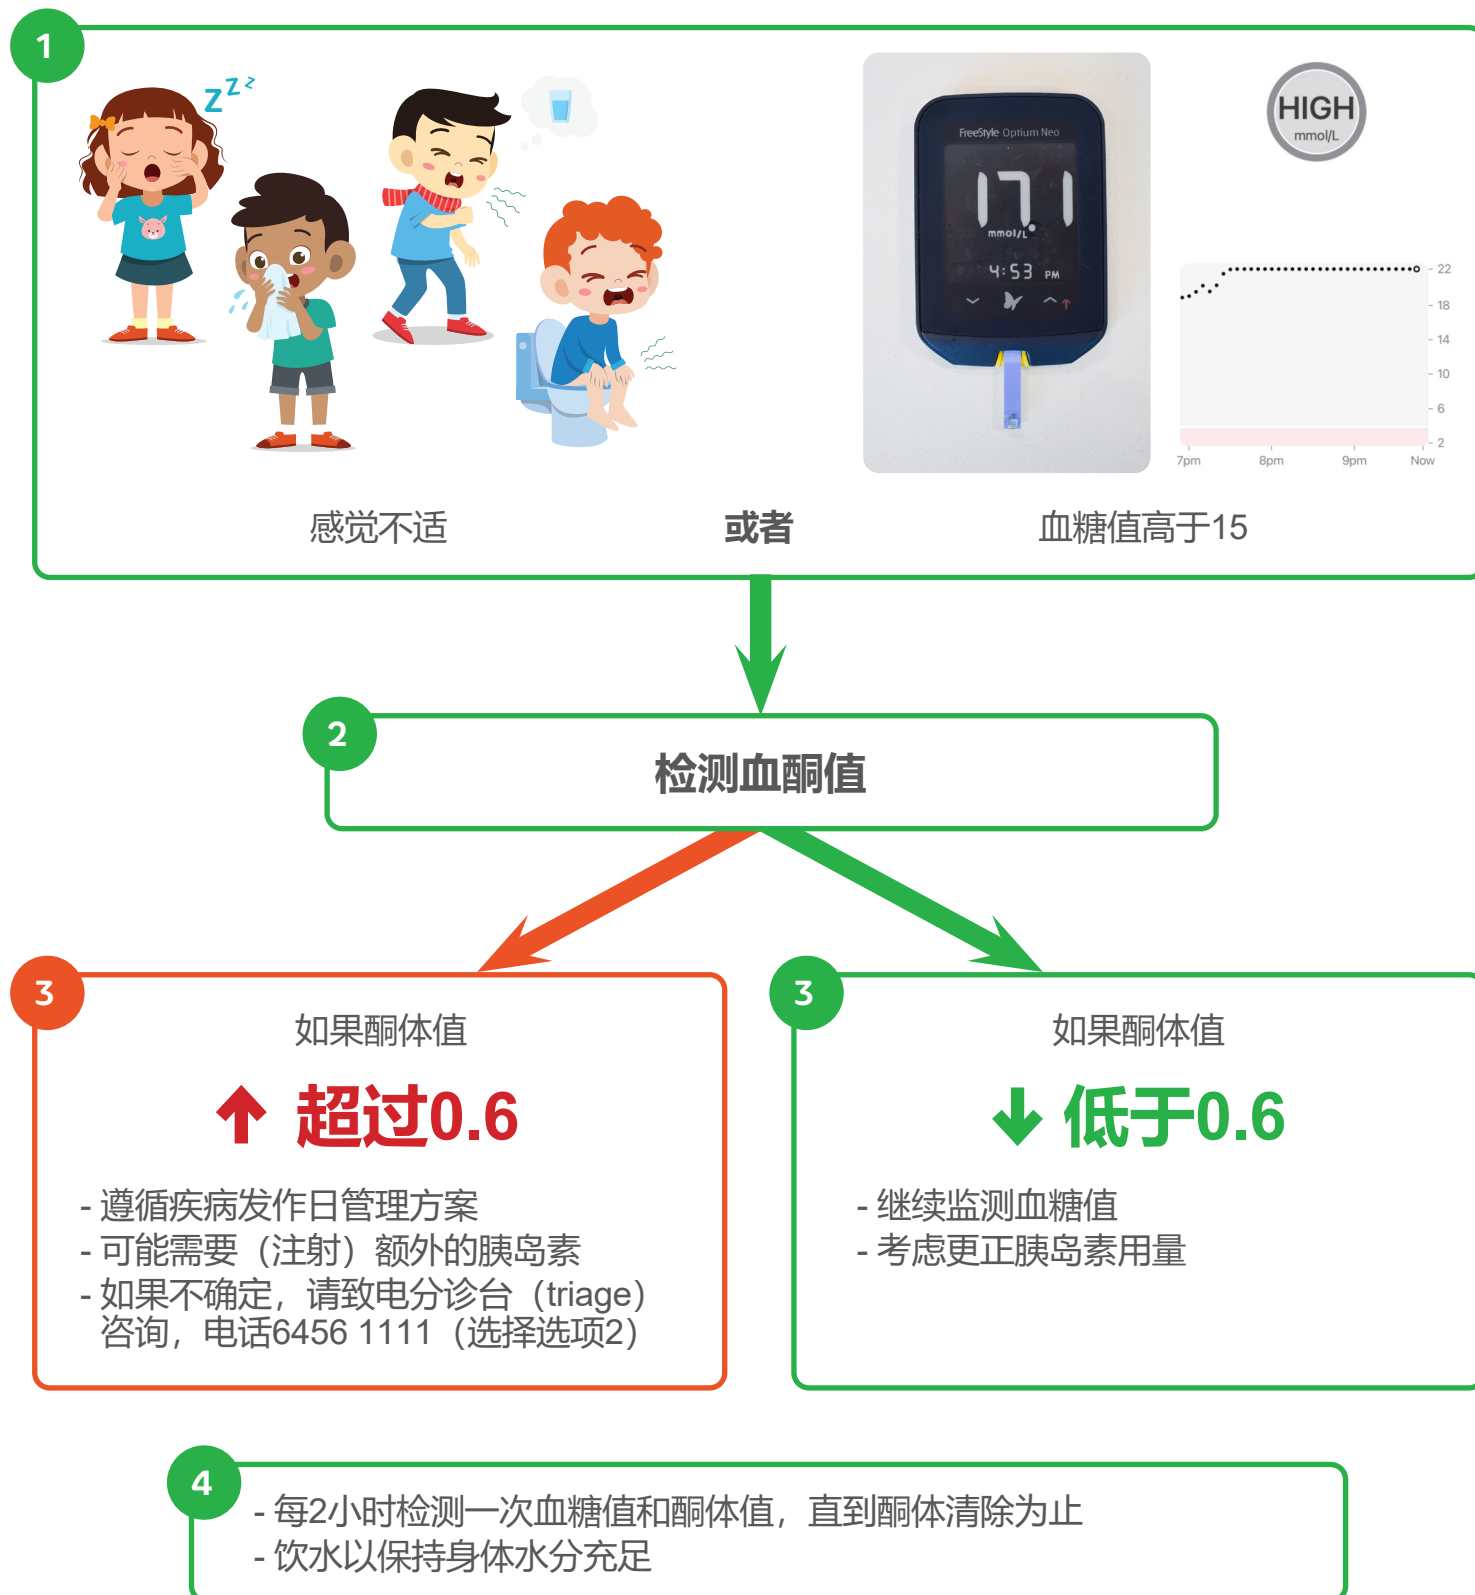 1
zzz
FreeStyle Optium Neo
17.1
mmol/L
4:53 PM
HIGH
mmol/L
22
18
14
10
6
2
7pm 8pm 9pm Now
感觉不适 或者 血糖值高于15
2
检测血酮值
3
如果酮体值
超过0.6
- 遵循疾病发作日管理方案
- 可能需要（注射）额外的胰岛素
- 如果不确定，请致电分诊台（triage）
咨询，电话6456 1111（选择选项2）
3
如果酮体值
低于0.6
- 继续监测血糖值
- 考虑更正胰岛素用量
4
- 每2小时检测一次血糖值和酮体值，直到酮体清除为止
- 饮水以保持身体水分充足